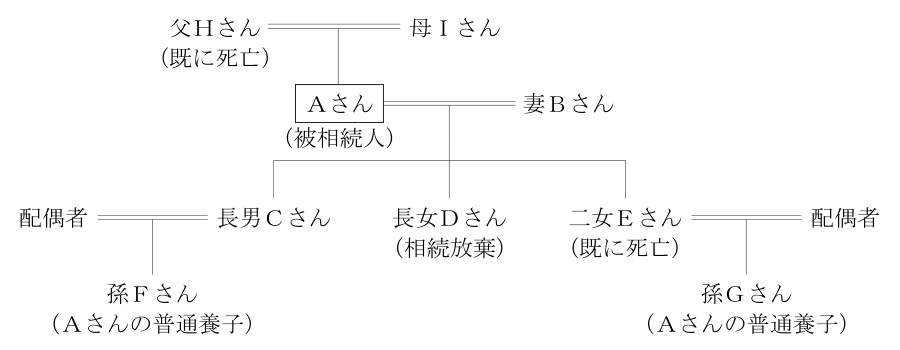 父Hさん 母Iさん
(既に死亡)
Aさん 妻Bさん
(被相続人)
配偶者 長男Cさん 長女Dさん 二女Eさん 配偶者
(相続放棄) (既に死亡)
孫Fさん 孫Gさん
(Aさんの普通養子) (Aさんの普通養子)